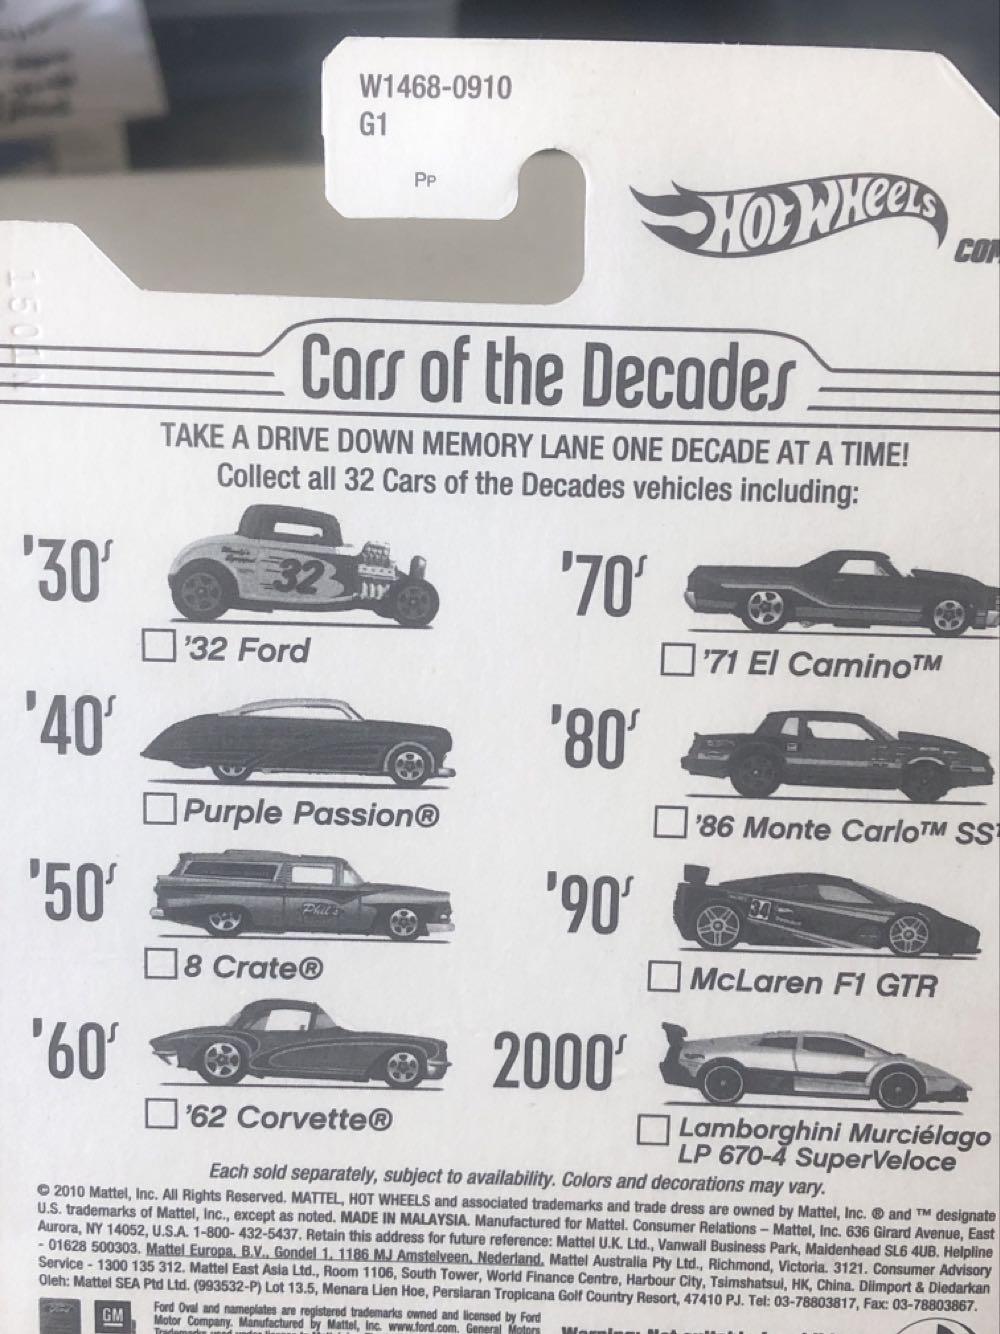 W1468-0910
G1
PP
HOT WHEELS
Cars of the Decades
TAKE A DRIVE DOWN MEMORY LANE ONE DECADE AT A TIME!
Collect all 32 Cars of the Decades vehicles including:
'30s
32
'32 Ford
'40s
Purple Passion®
'50s
Phil's
8 Crate®
'60s
'62 Corvette®
'70s
'71 El Camino™
'80s
'86 Monte Carlo™ SS
'90s
34
McLaren F1 GTR
2000s
Lamborghini Murciélago
LP 670-4 SuperVeloce
Each sold separately, subject to availability. Colors and decorations may vary.
© 2010 Mattel, Inc. All Rights Reserved. MATTEL, HOT WHEELS and associated trademarks and trade dress are owned by Mattel, Inc. ® and ™ designate
U.S. trademarks of Mattel, Inc., except as noted. MADE IN MALAYSIA. Manufactured for Mattel. Consumer Relations – Mattel, Inc. 636 Girard Avenue, East
Aurora, NY 14052, U.S.A. 1-800- 432-5437. Retain this address for future reference: Mattel U.K. Ltd., Vanwall Business Park, Maidenhead SL6 4UB. Helpline
- 01628 500303. Mattel Europa, B.V., Gondel 1, 1186 MJ Amstelveen, Nederland. Mattel Australia Pty Ltd., Richmond, Victoria. 3121. Consumer Advisory
Service - 1300 135 312. Mattel East Asia Ltd., Room 1106, South Tower, World Finance Centre, Harbour City, Tsimshatsui, HK, China. Diimport & Diedarkan
Oleh: Mattel SEA Ptd Ltd. (993532-P) Lot 13.5, Menara Lien Hoe, Persiaran Tropicana Golf Country Resort, 47410 PJ. Tel: 03-78803817, Fax: 03-78803867.
Ford
GM
Ford Oval and nameplates are registered trademarks owned and licensed by Ford
Motor Company. Manufactured by Mattel, Inc. www.ford.com. General Motors